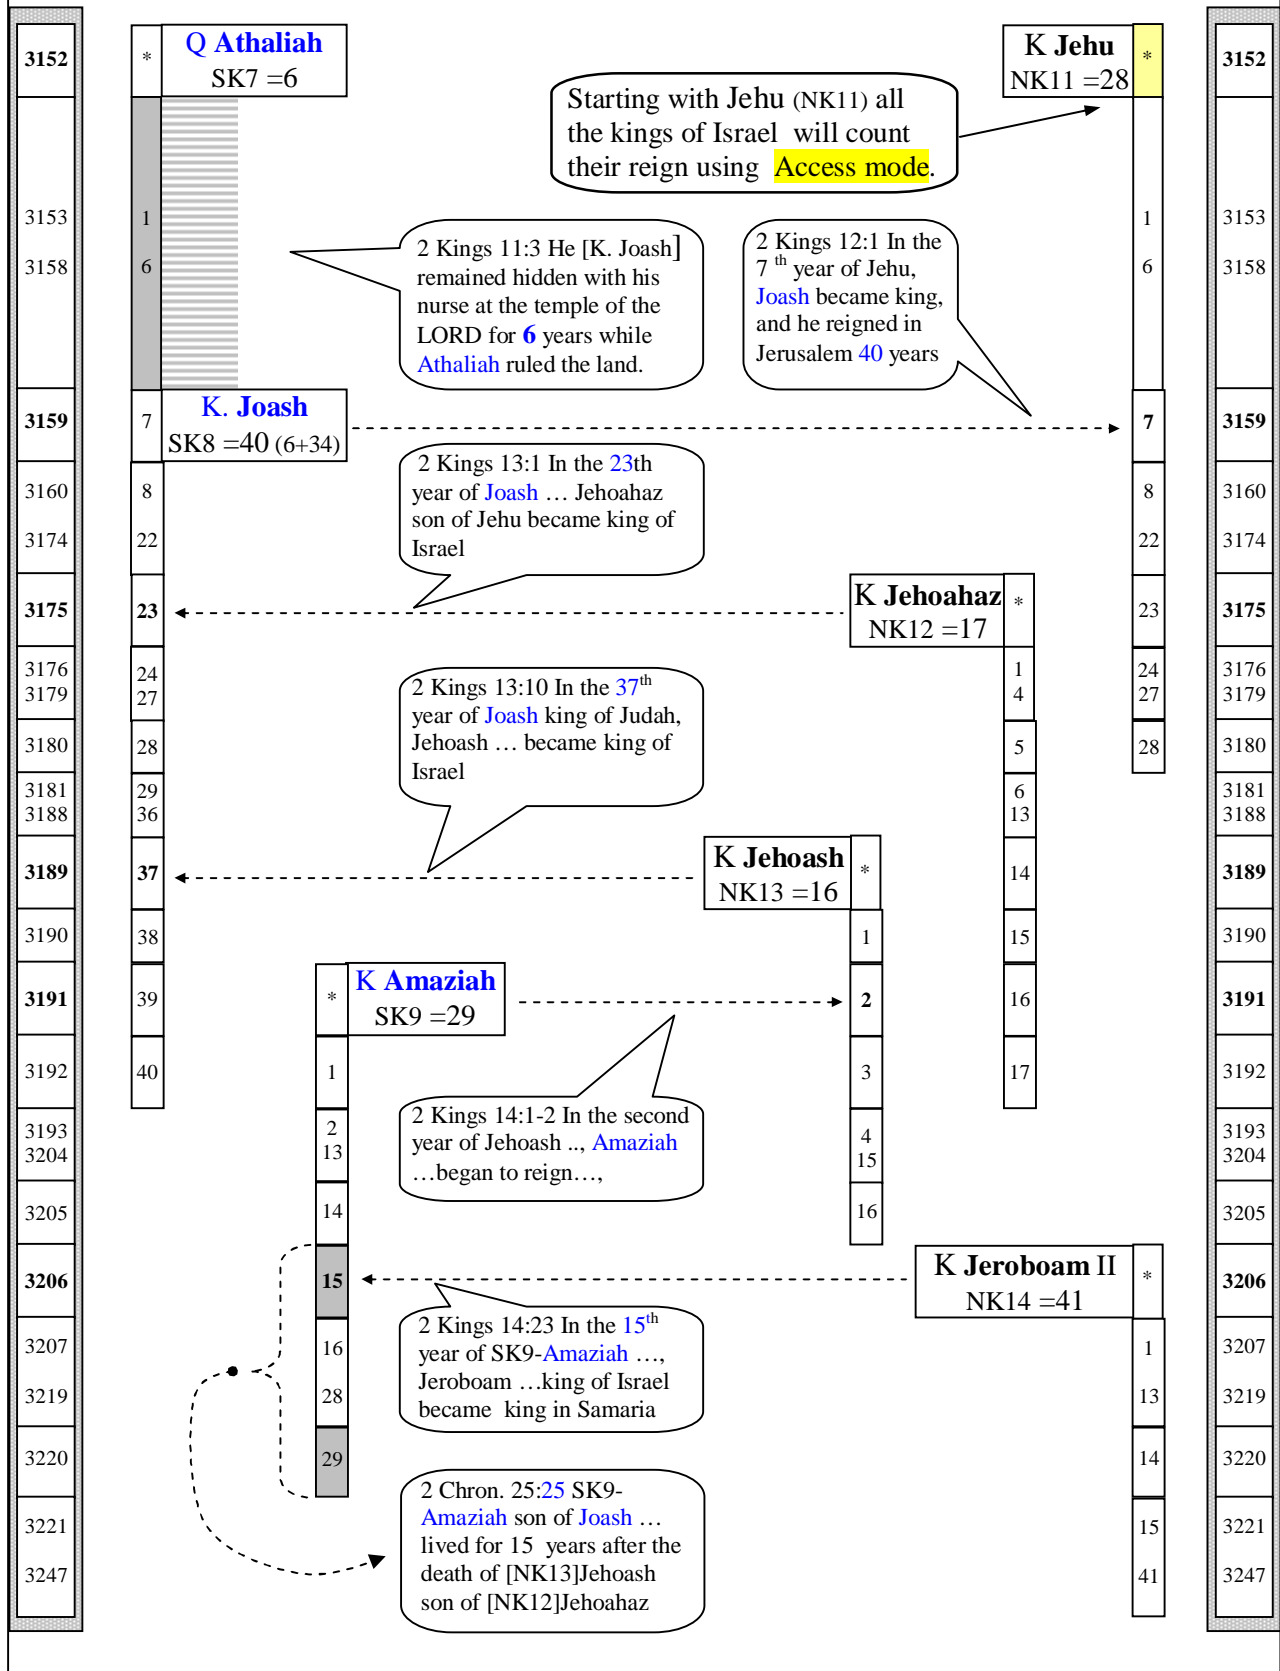 3152
*
Q Athaliah
SK7 =6
K Jehu
NK11 =28
*
3152
Starting with Jehu (NK11) all
the kings of Israel will count
their reign using Access mode.
3153
1
1
3153
3158
6
6
3158
2 Kings 11:3 He [K. Joash]
remained hidden with his
nurse at the temple of the
LORD for 6 years while
Athaliah ruled the land.
2 Kings 12:1 In the
7 th year of Jehu,
Joash became king,
and he reigned in
Jerusalem 40 years
3159
7
K. Joash
SK8 =40 (6+34)
7
3159
3160
8
8
3160
3174
22
22
3174
2 Kings 13:1 In the 23th
year of Joash … Jehoahaz
son of Jehu became king of
Israel
3175
23
K Jehoahaz
NK12 =17
*
23
3175
3176
24
1
24
3176
3179
27
4
27
3179
2 Kings 13:10 In the 37th
year of Joash king of Judah,
Jehoash … became king of
Israel
3180
28
5
28
3180
3181
29
6
3181
3188
36
13
3188
3189
37
K Jehoash
NK13 =16
*
14
3189
3190
38
1
15
3190
3191
39
*
K Amaziah
SK9 =29
2
16
3191
3192
40
1
3
17
3192
2 Kings 14:1-2 In the second
year of Jehoash .., Amaziah
…began to reign…,
3193
2
4
3193
3204
13
15
3204
3205
14
16
3205
3206
15
K Jeroboam II
NK14 =41
*
3206
2 Kings 14:23 In the 15th
year of SK9-Amaziah …,
Jeroboam …king of Israel
became king in Samaria
3207
16
1
3207
3219
28
13
3219
3220
29
14
3220
2 Chron. 25:25 SK9-
Amaziah son of Joash …
lived for 15 years after the
death of [NK13]Jehoash
son of [NK12]Jehoahaz
3221
15
3221
3247
41
3247